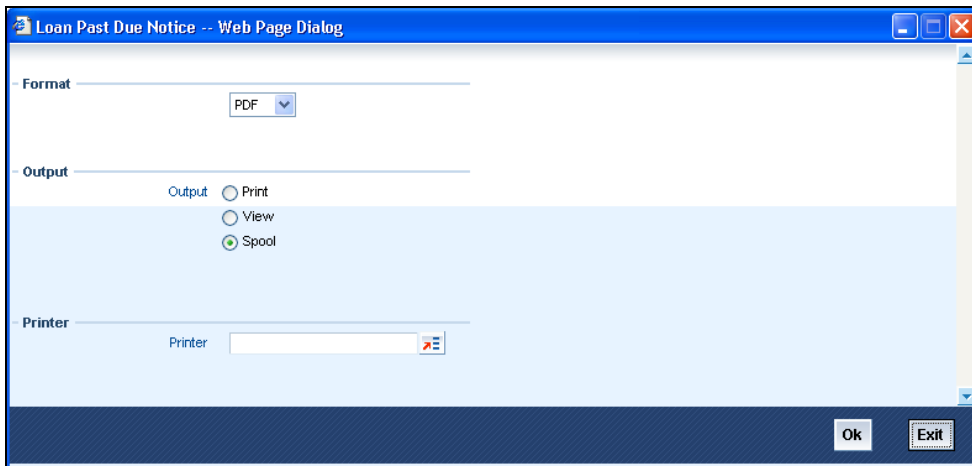 Loan Past Due Notice -- Web Page Dialog
Format
PDF
Output
Output Print
View
Spool
Printer
Printer
Ok Exit